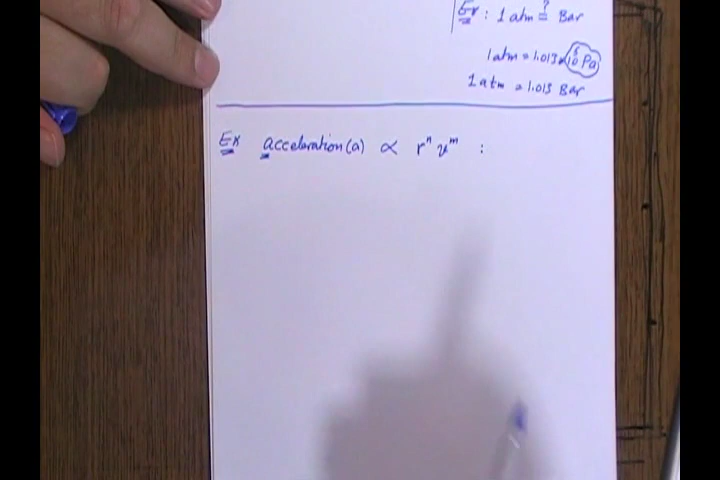 Ex : 1 atm =? Bar
1 atm = 1.013 × 10⁵ Pa
1 atm = 1.013 Bar
Ex acceleration (a) ∝ rⁿ vᵐ :